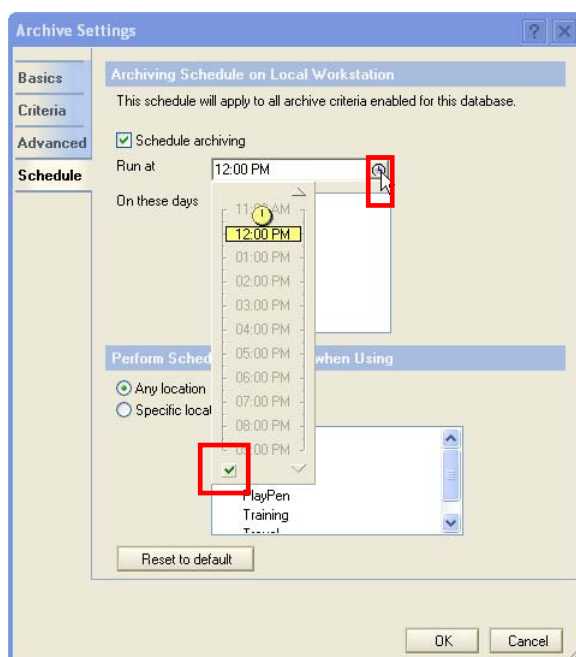 Archive Settings
Basics
Criteria
Advanced
Schedule
Archiving Schedule on Local Workstation
This schedule will apply to all archive criteria enabled for this database.
Schedule archiving
Run at
12:00 PM
On these days
AM
12:00 PM
01:00 PM
02:00 PM
03:00 PM
04:00 PM
05:00 PM
06:00 PM
07:00 PM
08:00 PM
PM
Perform Sched when Using
Any location
Specific local
PlayPen
Training
Reset to default
OK
Cancel